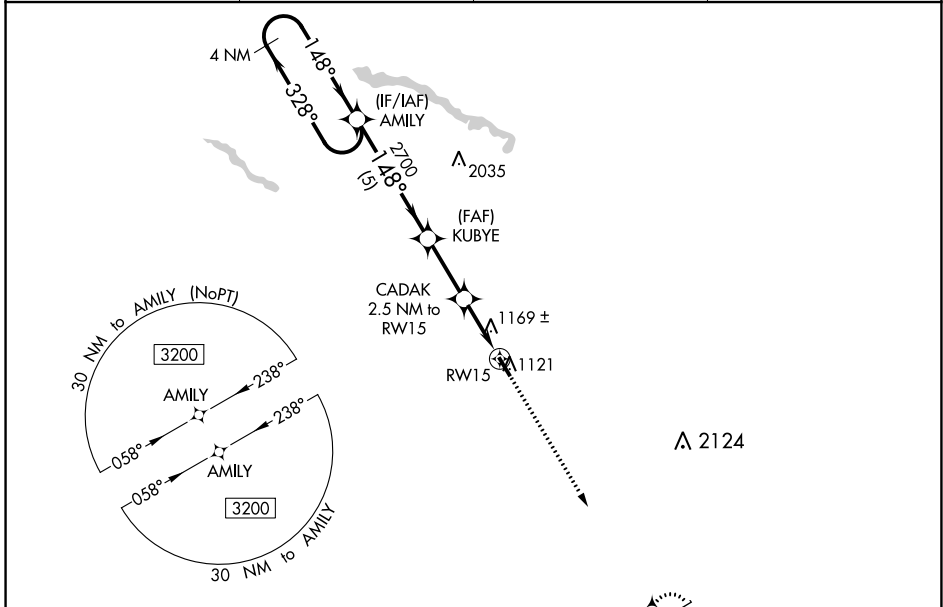 4 NM
148°
328°
(IF/IAF)
AMILY
2700
148°
(5)
2035
(FAF)
KUBYE
CADAK
2.5 NM to
RW15
1169 ±
RW15
1121
2124
30 NM to AMILY (NoPT)
3200
AMILY
238°
058°
238°
058°
AMILY
3200
30 NM to AMILY